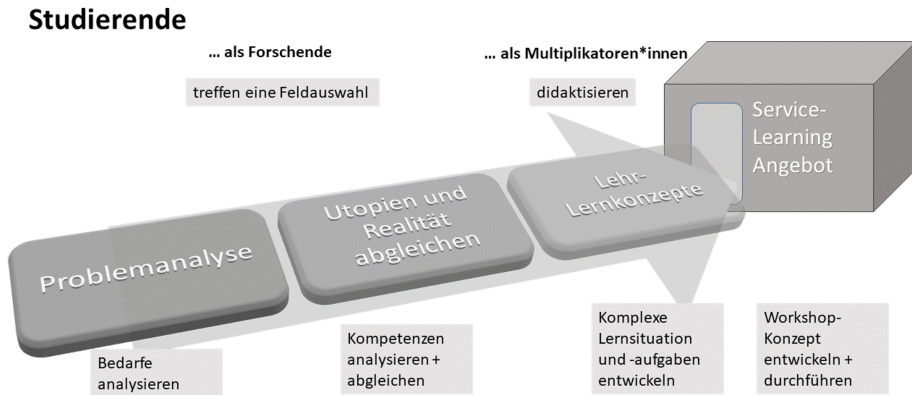 Studierende
... als Forschende
... als Multiplikatoren*innen
treffen eine Feldauswahl
didaktisieren
Service-
Learning
Angebot
Lehr-
Lernkonzepte
Utopien und
Realität
abgleichen
Problemanalyse
Bedarfe
analysieren
Kompetenzen
analysieren +
abgleichen
Komplexe
Lernsituation
und -aufgaben
entwickeln
Workshop-
Konzept
entwickeln +
durchführen